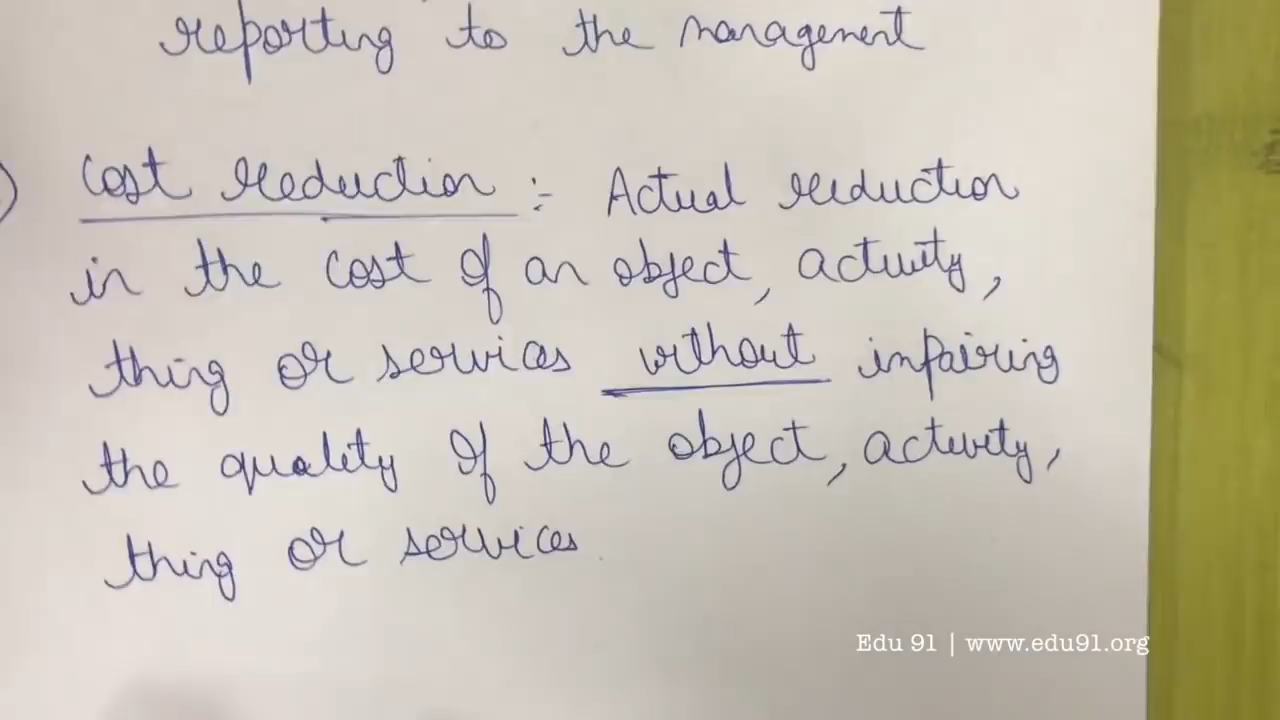 reporting to the management
) Cost reduction :- Actual reduction
in the cost of an object, activity,
thing or services without impairing
the quality of the object, activity,
thing or services
Edu 91 | www.edu91.org